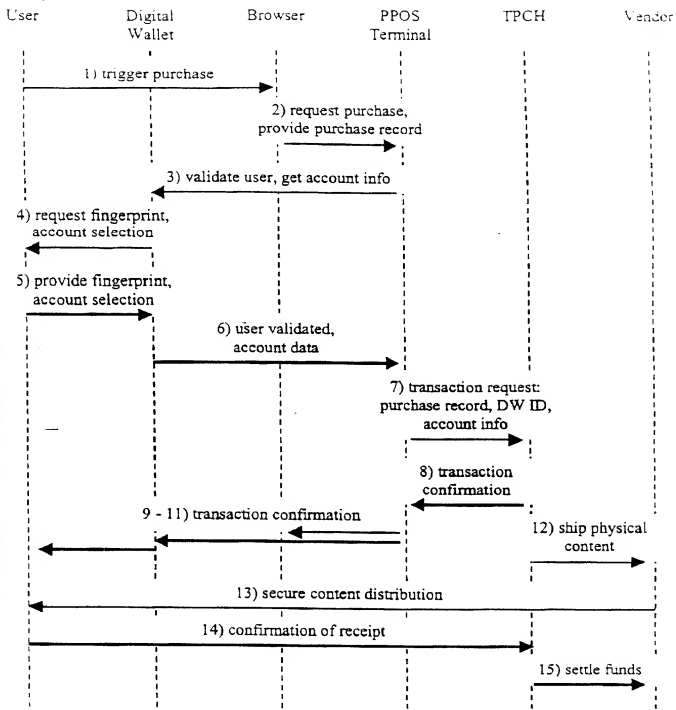 User Digital Browser PPOS TPCH Vendor
Wallet Terminal
1) trigger purchase
2) request purchase,
provide purchase record
3) validate user, get account info
4) request fingerprint,
account selection
5) provide fingerprint,
account selection
6) user validated,
account data
7) transaction request:
purchase record, DW ID,
account info
8) transaction
confirmation
9 - 11) transaction confirmation
12) ship physical
content
13) secure content distribution
14) confirmation of receipt
15) settle funds